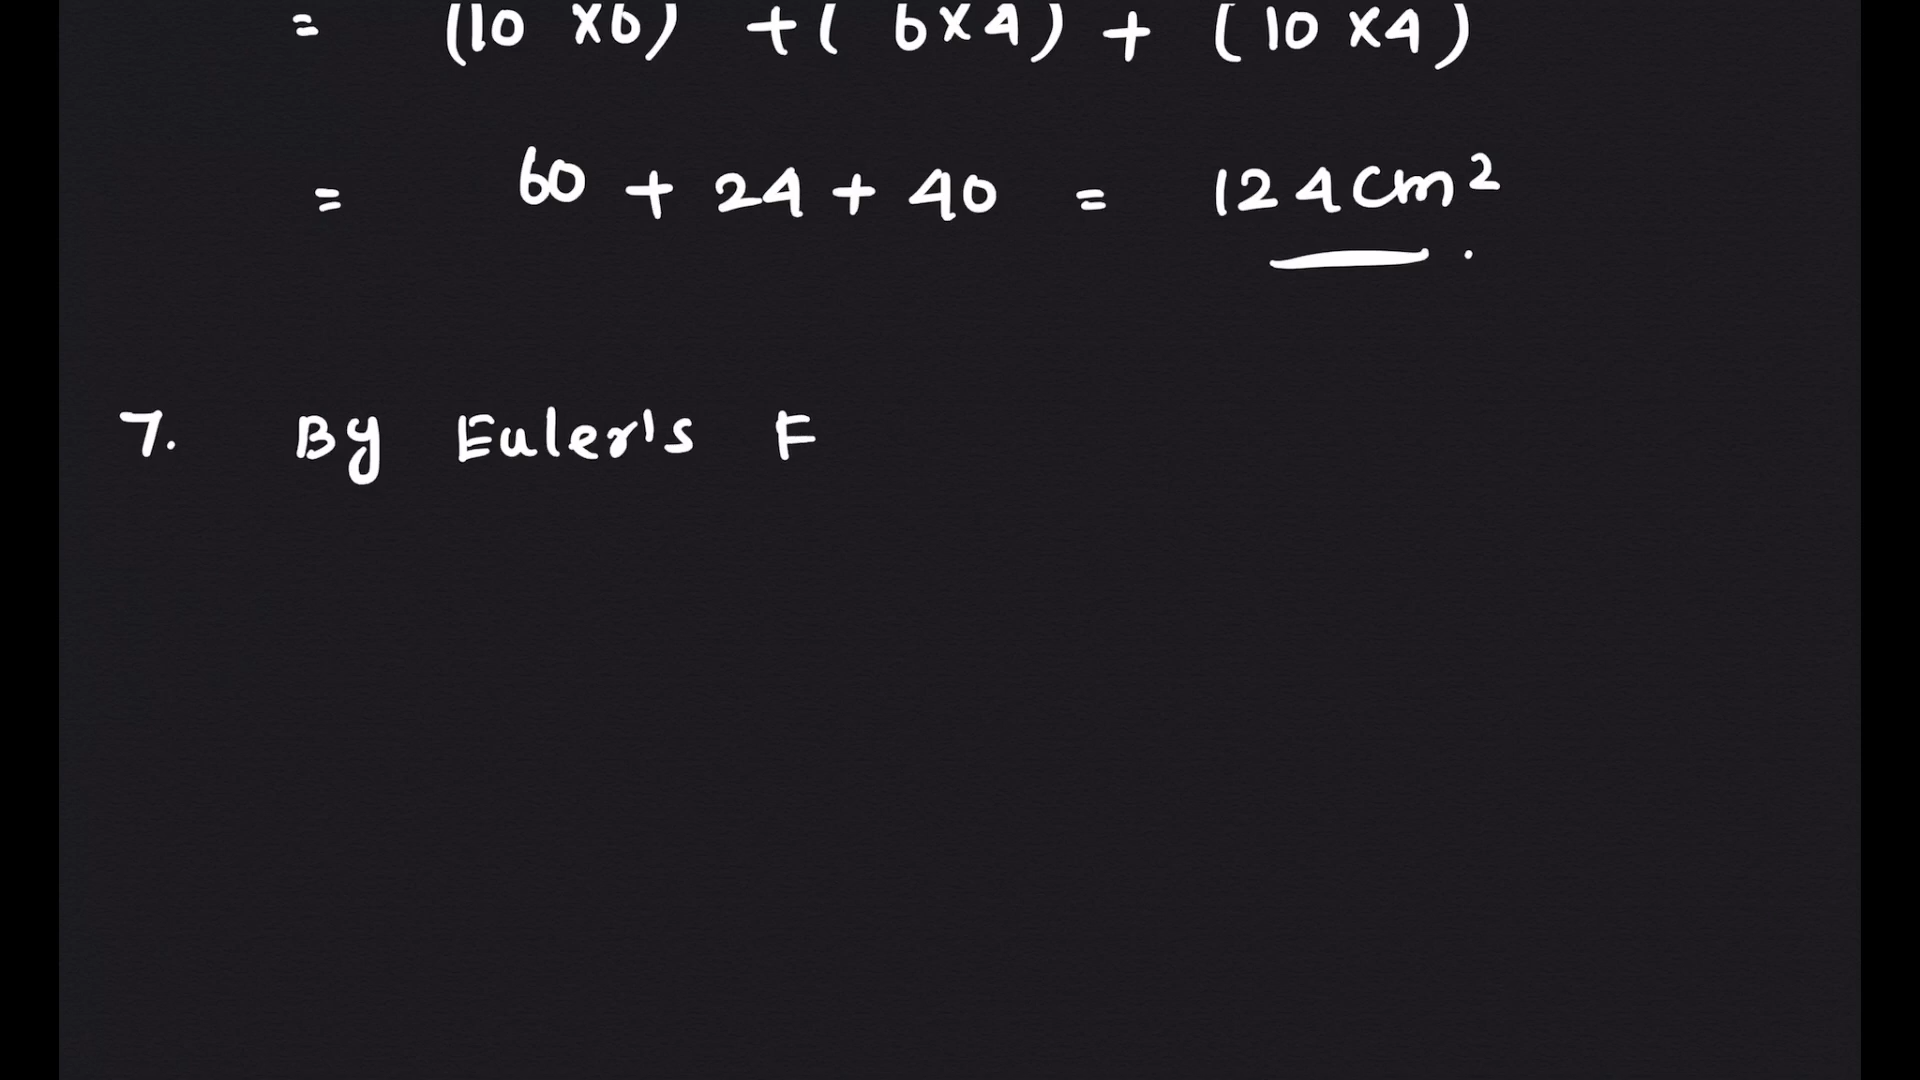 = (10 x6) + ( 6x4) + ( 10 x4)
= 60 + 24 + 40 = 124cm²
7. By Euler's F